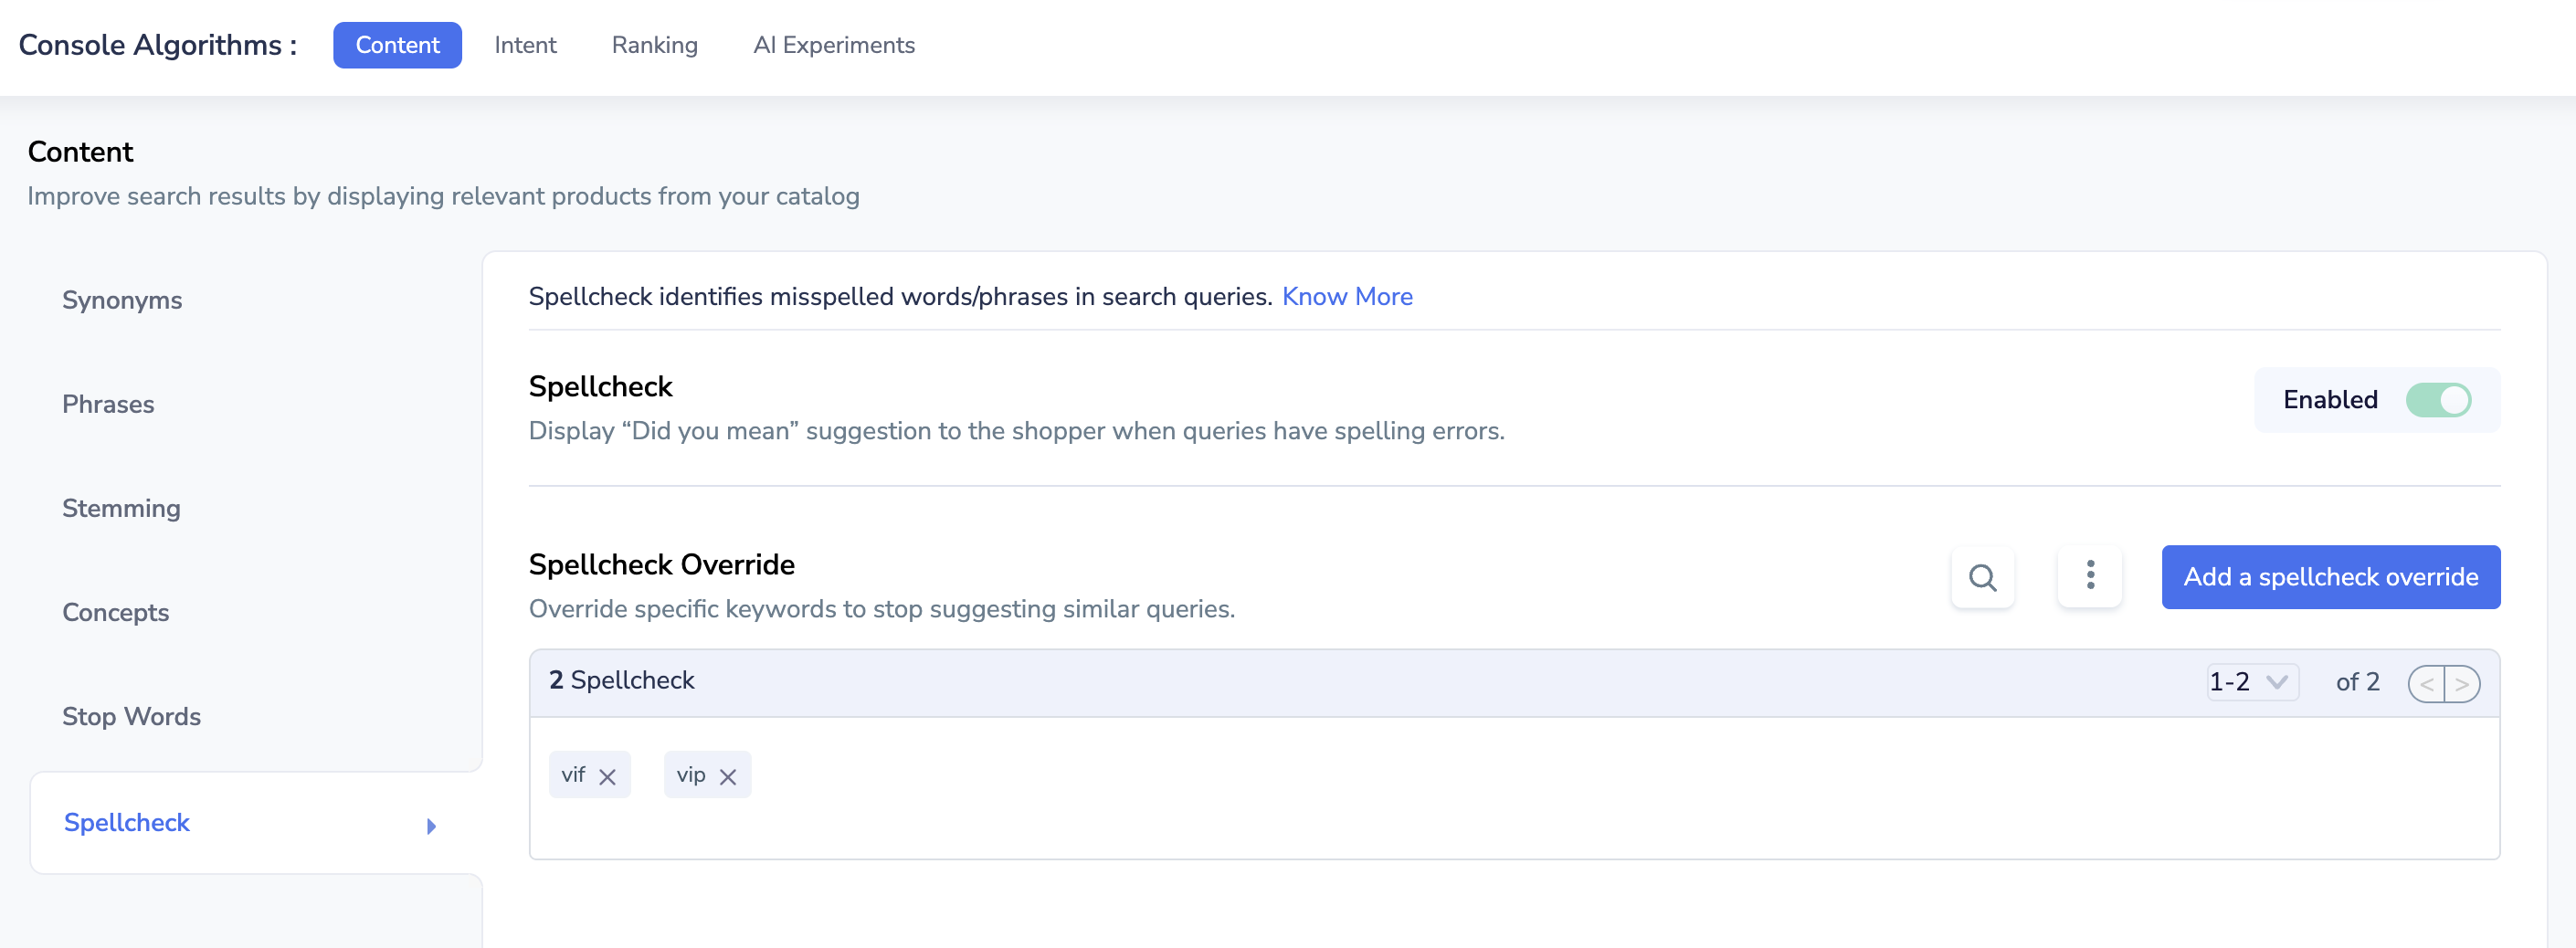 Console Algorithms : Content Intent Ranking AI Experiments
Content
Improve search results by displaying relevant products from your catalog
Synonyms
Phrases
Stemming
Concepts
Stop Words
Spellcheck
Spellcheck identifies misspelled words/phrases in search queries. Know More
Spellcheck
Display “Did you mean” suggestion to the shopper when queries have spelling errors.
Enabled
Spellcheck Override
Override specific keywords to stop suggesting similar queries.
Add a spellcheck override
2 Spellcheck
1-2 of 2 < >
vif
vip